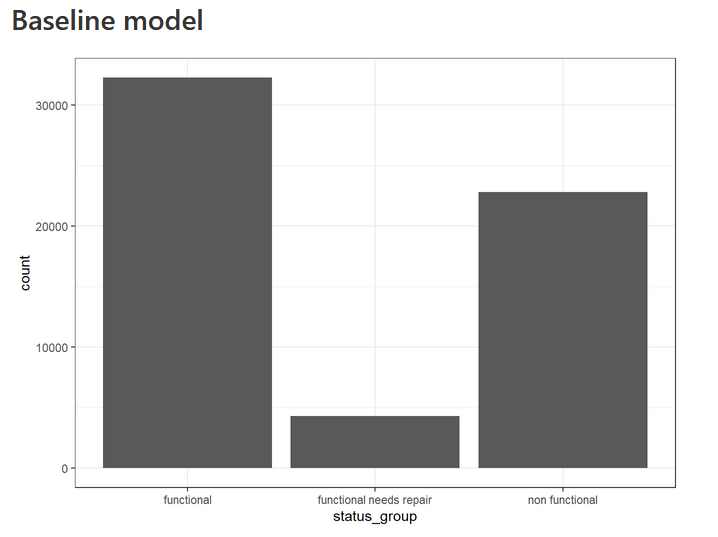 Baseline model
30000
20000
10000
0
count
functional
functional needs repair
non functional
status_group